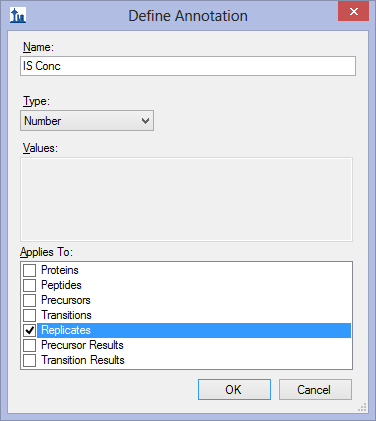 Define Annotation
Name:
IS Conc
Type:
Number
Values:
Applies To:
Proteins
Peptides
Precursors
Transitions
Replicates
Precursor Results
Transition Results
OK Cancel